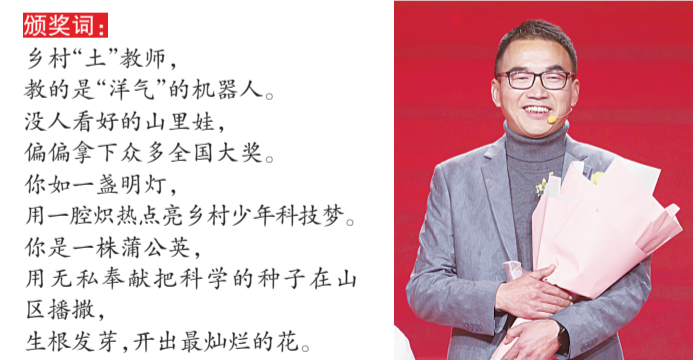 颁奖词：
乡村“土”教师，
教的是“洋气”的机器人。
没人看好的山里娃，
偏偏拿下众多全国大奖。
你如一盏明灯，
用一腔炽热点亮乡村少年科技梦。
你是一株蒲公英，
用无私奉献把科学的种子在山
区播撒，
生根发芽，开出最灿烂的花。